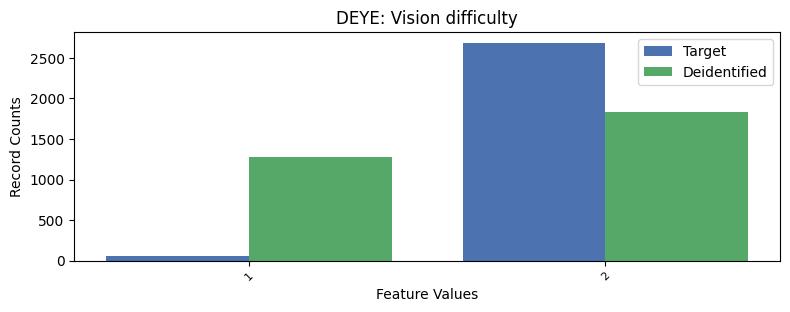 DEYE: Vision difficulty
Target
Deidentified
Record Counts
2500
2000
1500
1000
500
0
1
2
Feature Values